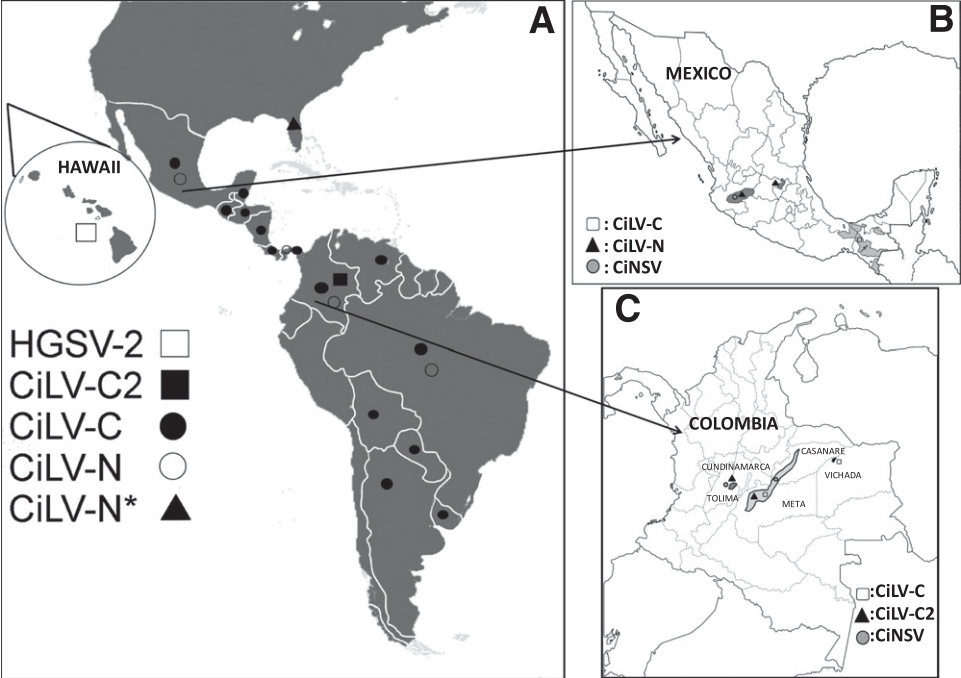 A
HAWAII
HGSV-2
CiLV-C2
CiLV-C
CiLV-N
CiLV-N*
B
MEXICO
: CiLV-C
: CiLV-N
: CiNSV
C
COLOMBIA
CASANARE
CUNDINAMARCA
VICHADA
TOLIMA
META
:CiLV-C
:CiLV-C2
:CiNSV